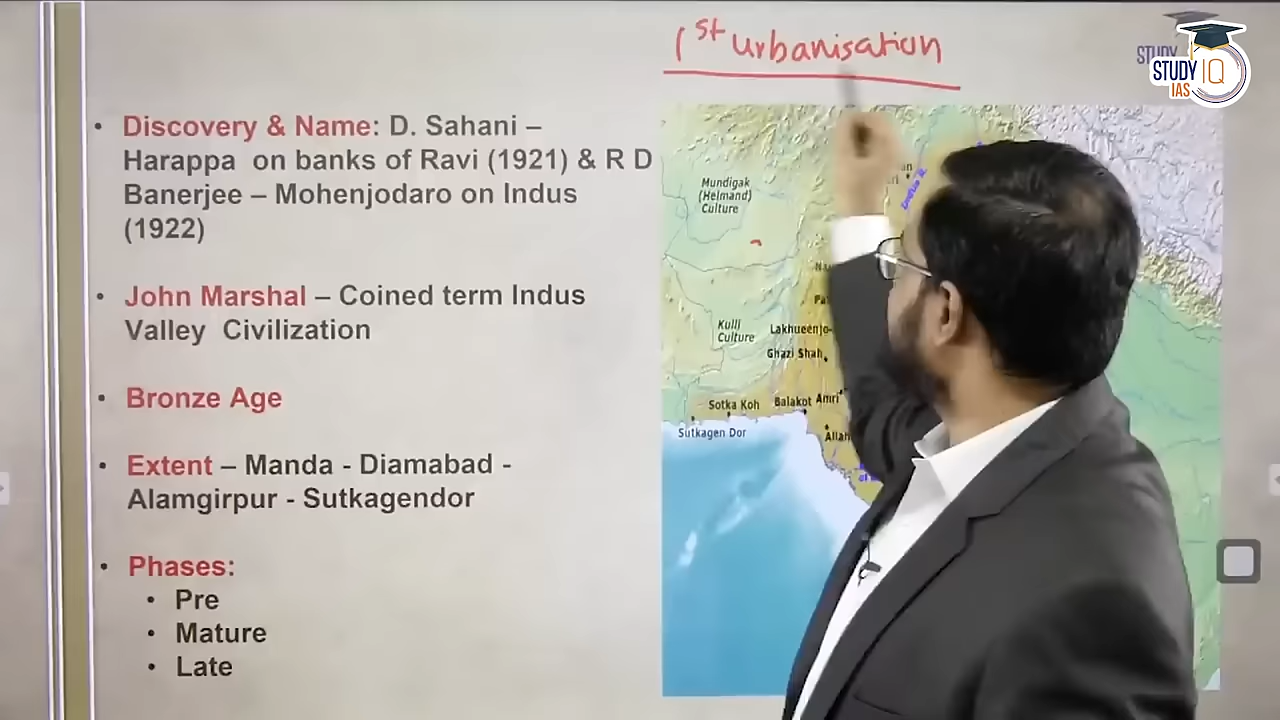 1st urbanisation
STUDY
STUDY IQ
IAS
• Discovery & Name: D. Sahani –
Harappa on banks of Ravi (1921) & R D
Banerjee – Mohenjodaro on Indus
(1922)
• John Marshal – Coined term Indus
Valley Civilization
• Bronze Age
• Extent – Manda - Diamabad -
Alamgirpur - Sutkagendor
• Phases:
• Pre
• Mature
• Late
Mundigak
(Helmand)
Culture
Indus R.
Kulli
Culture
Lakhueenjo-
Ghazi Shah
Sotka Koh
Balakot
Amri
Sutkagen Dor